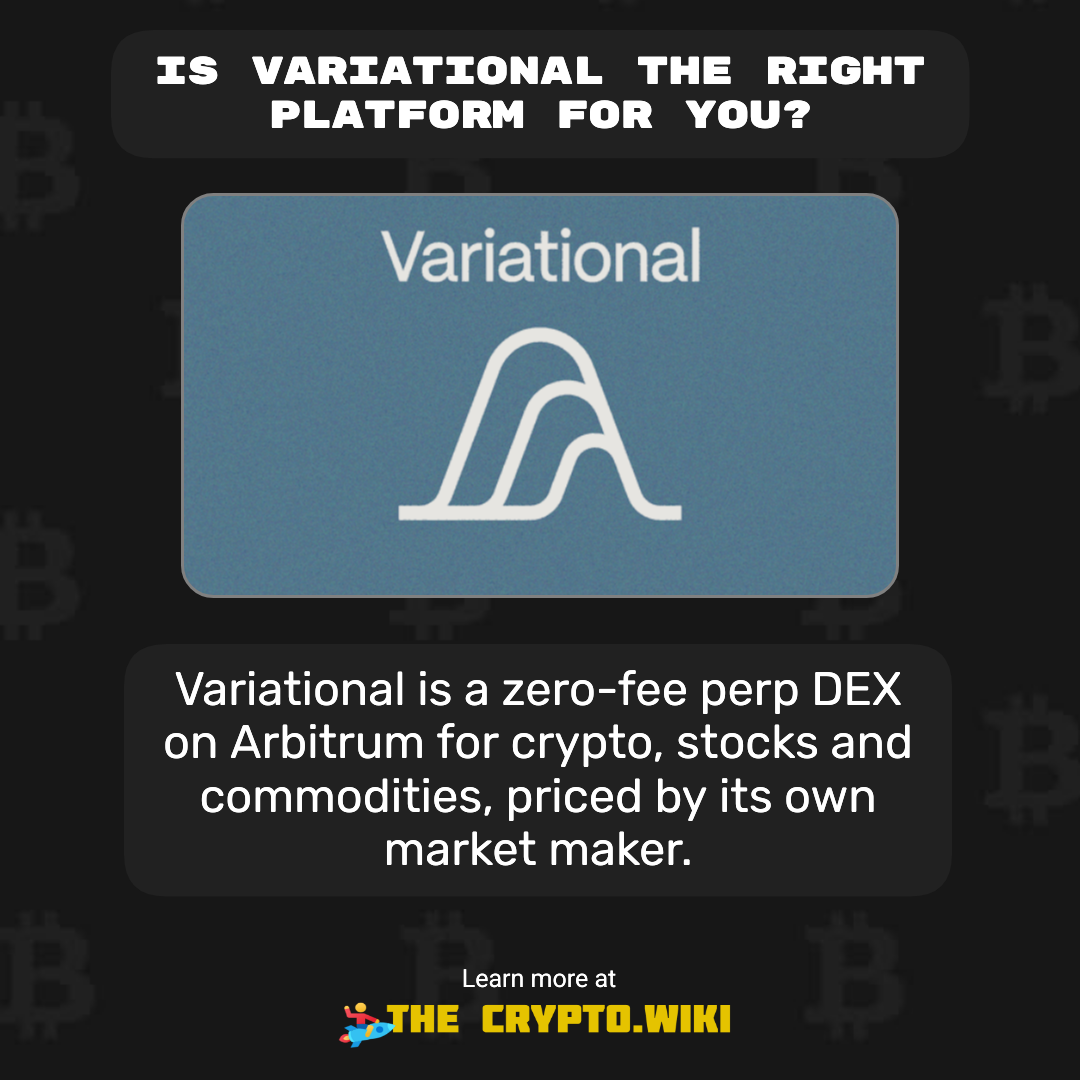 IS VARIATIONAL THE RIGHT
PLATFORM FOR YOU?
Variational
Variational is a zero-fee perp DEX
on Arbitrum for crypto, stocks and
commodities, priced by its own
market maker.
Learn more at
THE CRYPTO.WIKI